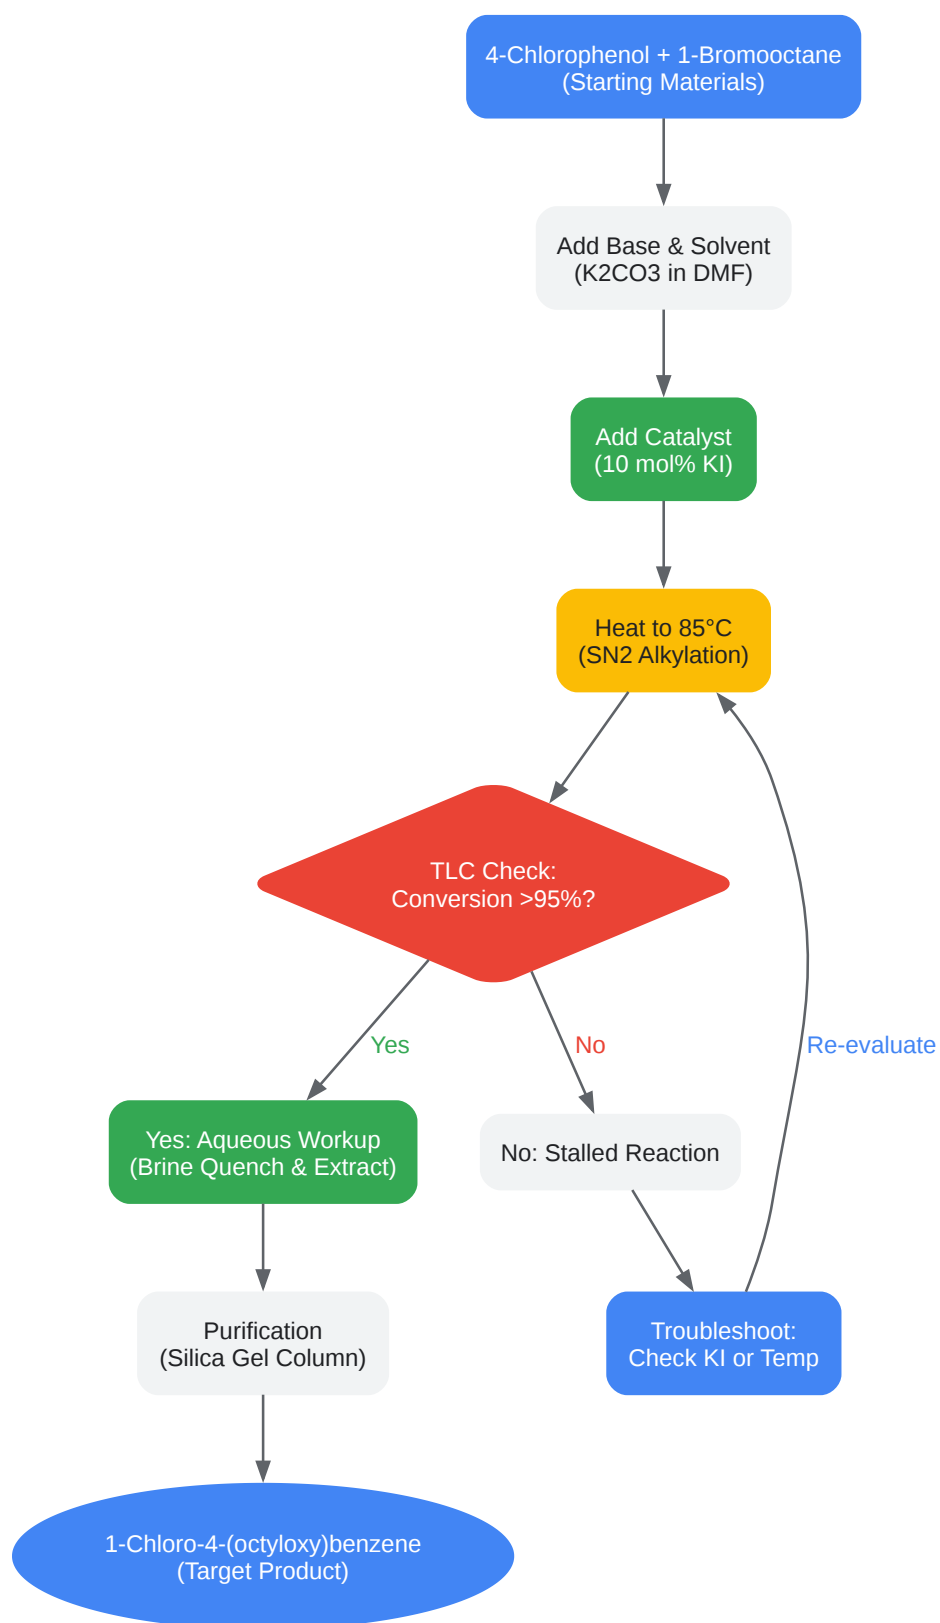 4-Chlorophenol + 1-Bromooctane
(Starting Materials)
Add Base & Solvent
(K2CO3 in DMF)
Add Catalyst
(10 mol% KI)
Heat to 85°C
(SN2 Alkylation)
TLC Check:
Conversion >95%?
Yes
No
Re-evaluate
Yes: Aqueous Workup
(Brine Quench & Extract)
No: Stalled Reaction
Purification
(Silica Gel Column)
Troubleshoot:
Check KI or Temp
1-Chloro-4-(octyloxy)benzene
(Target Product)